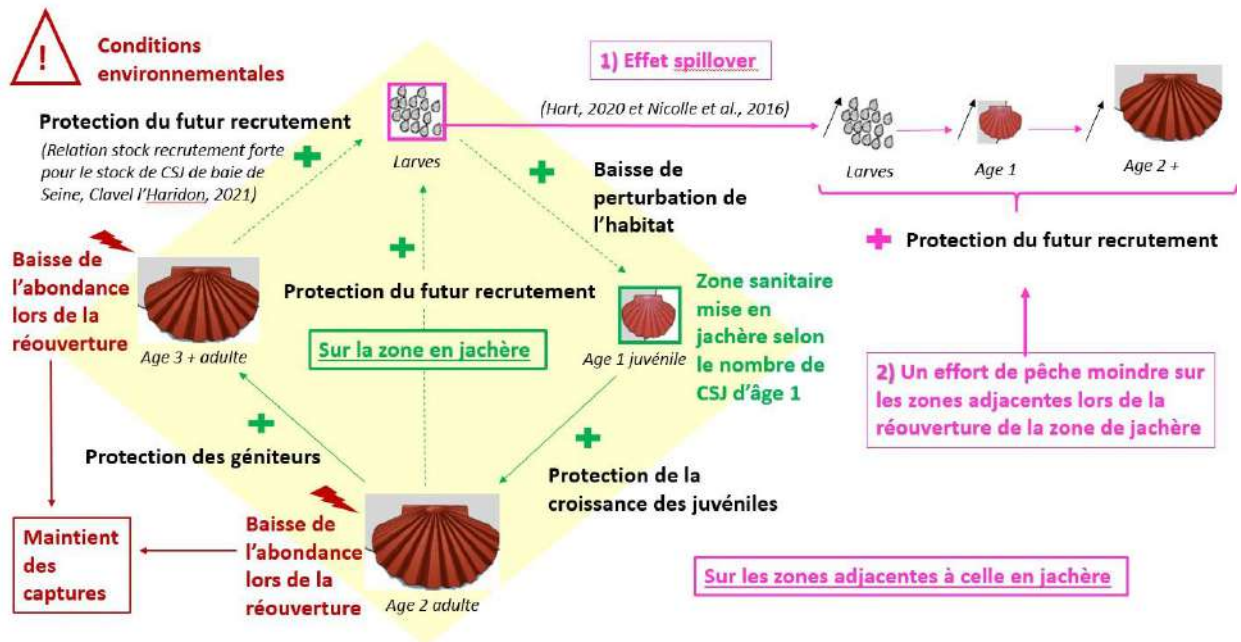 !
Conditions
environnementales
1) Effet spillover
(Hart, 2020 et Nicolle et al., 2016)
Larves
Age 1
Age 2 +
Protection du futur recrutement
(Relation stock recrutement forte
pour le stock de CSJ de baie de
Seine, Clavel l'Haridon, 2021)
Larves
Baisse de
perturbation de
l'habitat
Protection du futur recrutement
Baisse de
l'abondance
lors de la
réouverture
Age 3 + adulte
Protection du futur recrutement
Sur la zone en jachère
Age 1 juvénile
Zone sanitaire
mise en
jachère selon
le nombre de
CSJ d'âge 1
2) Un effort de pêche moindre sur
les zones adjacentes lors de la
réouverture de la zone de jachère
Protection des géniteurs
Protection de la
croissance des juvéniles
Maintient
des
captures
Baisse de
l'abondance
lors de la
réouverture
Age 2 adulte
Sur les zones adjacentes à celle en jachère